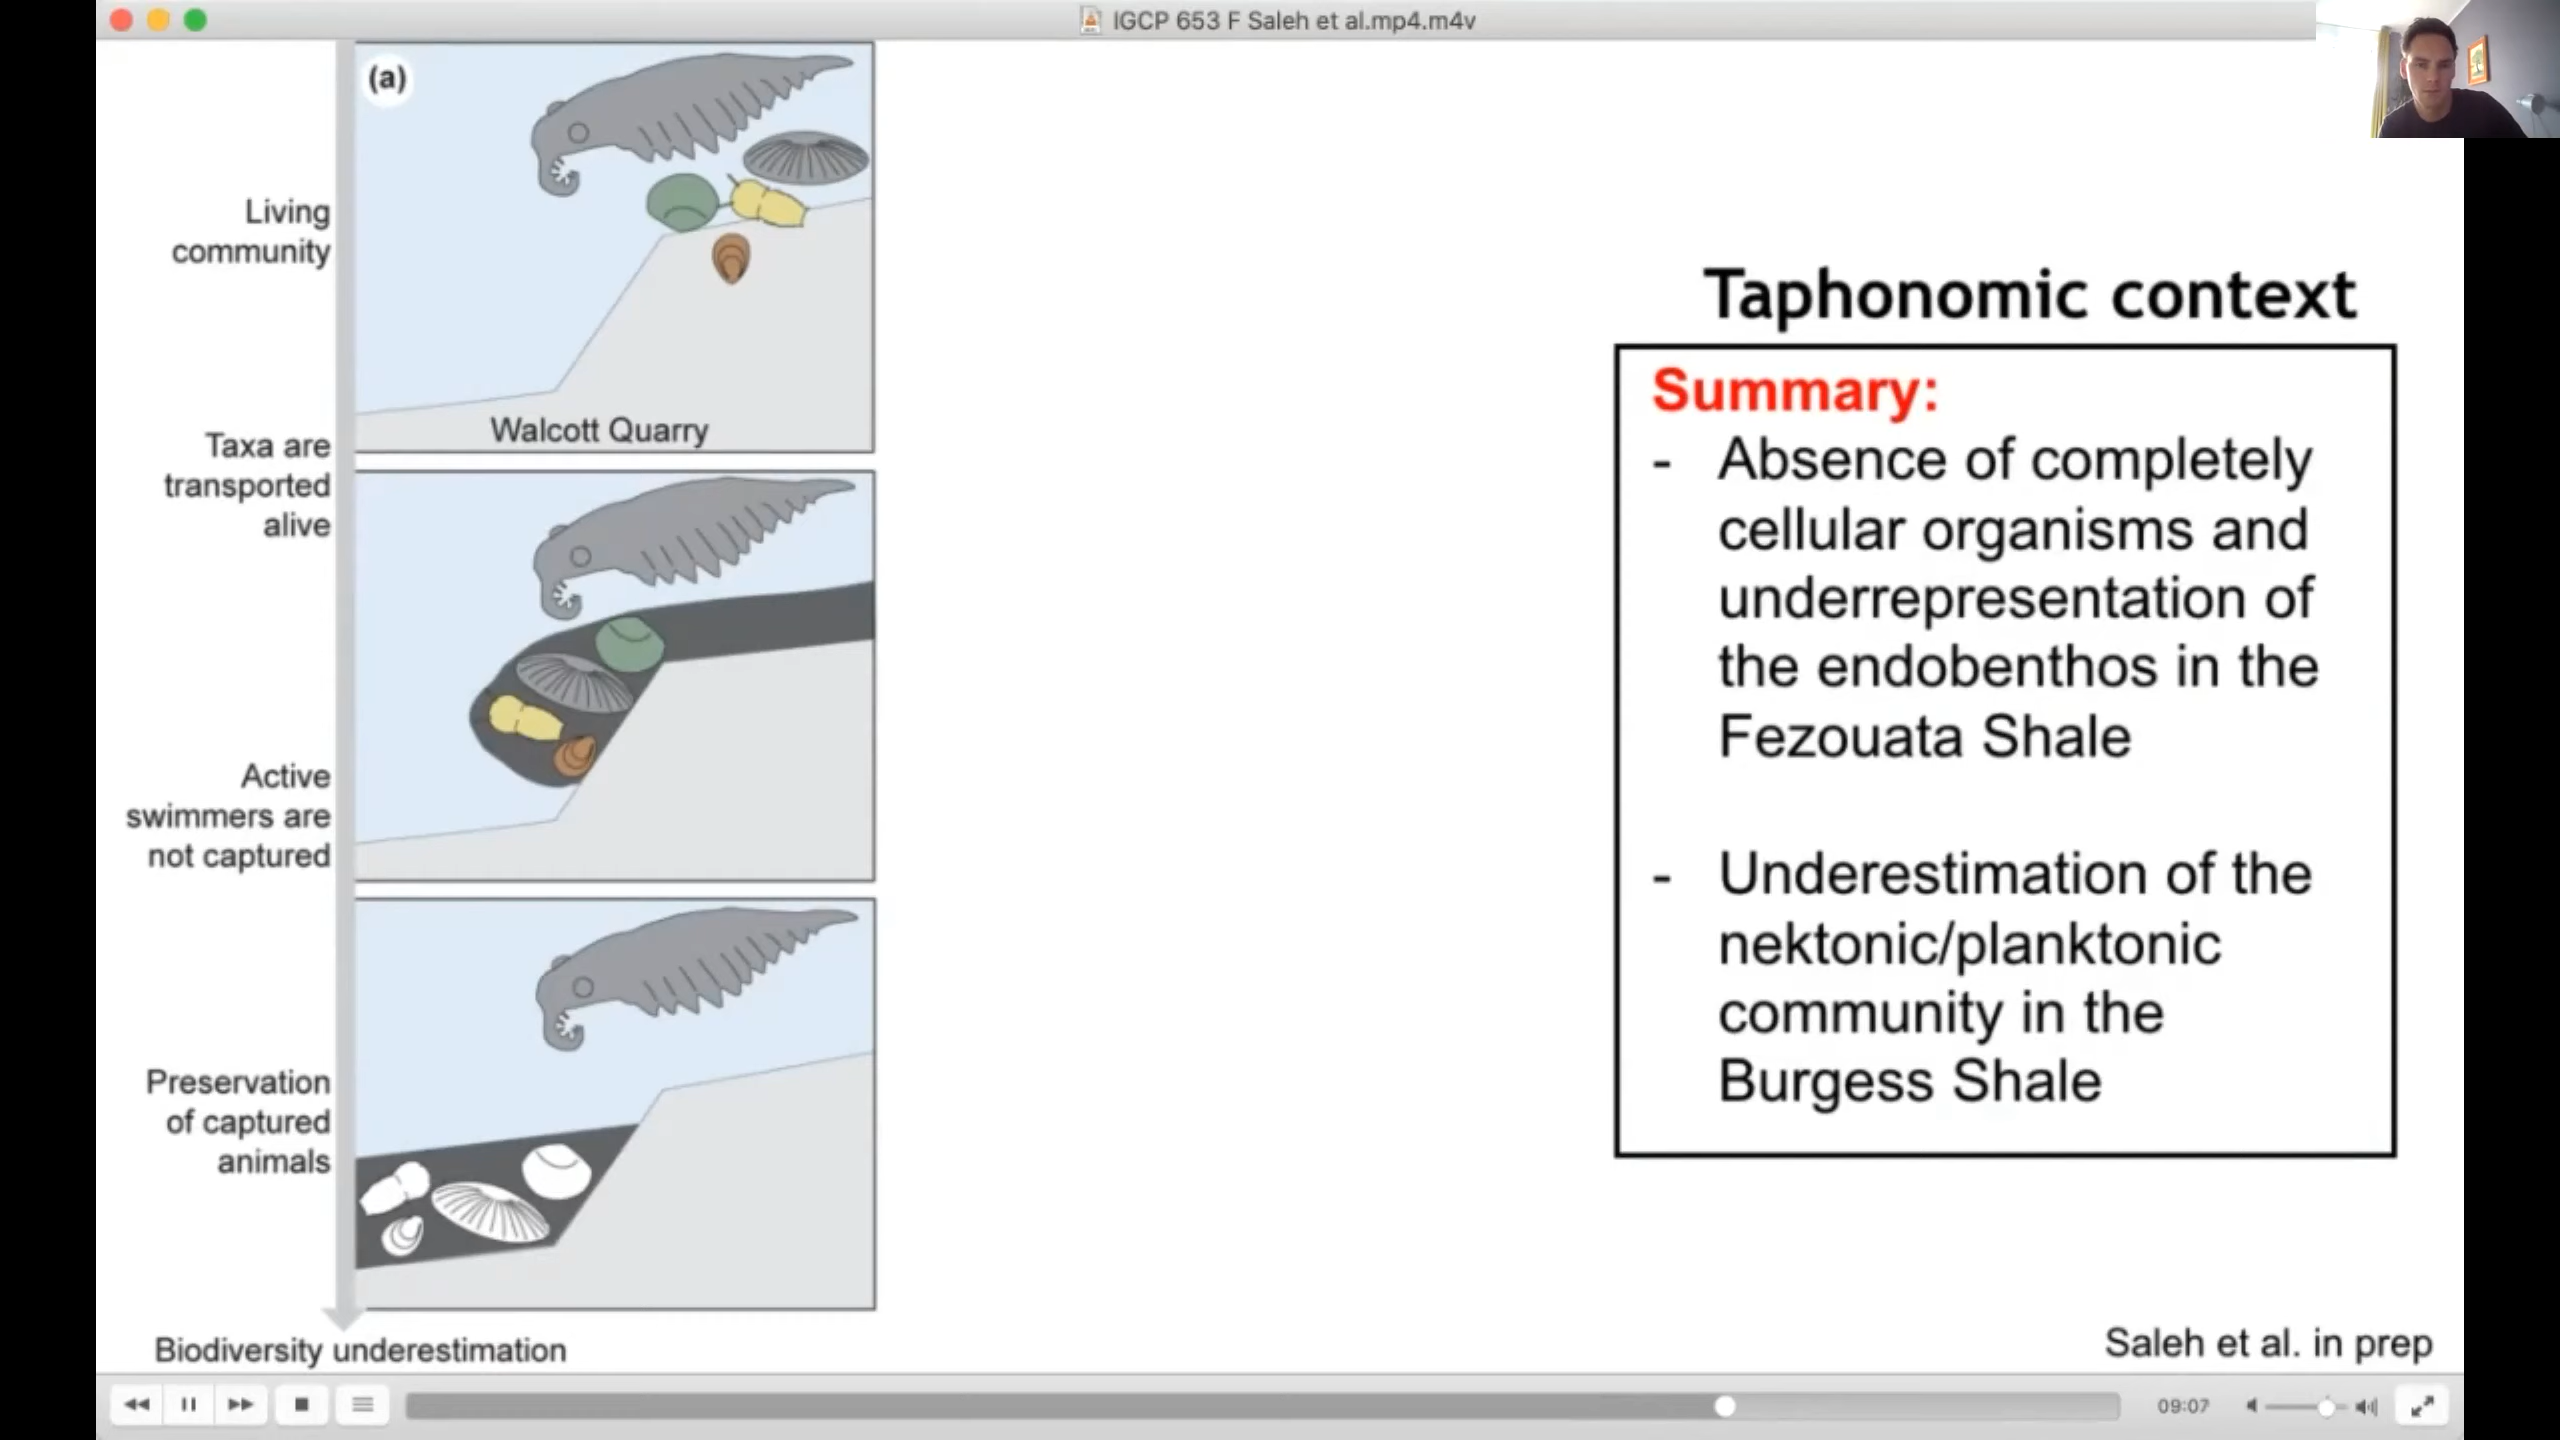 IGCP 653 F Saleh et al.mp4.m4v
(a)
Living
community
Walcott Quarry
Taxa are
transported
alive
Active
swimmers are
not captured
Preservation
of captured
animals
Biodiversity underestimation
Taphonomic context
Summary:
- Absence of completely
cellular organisms and
underrepresentation of
the endobenthos in the
Fezouata Shale
- Underestimation of the
nektonic/planktonic
community in the
Burgess Shale
Saleh et al. in prep
09:07